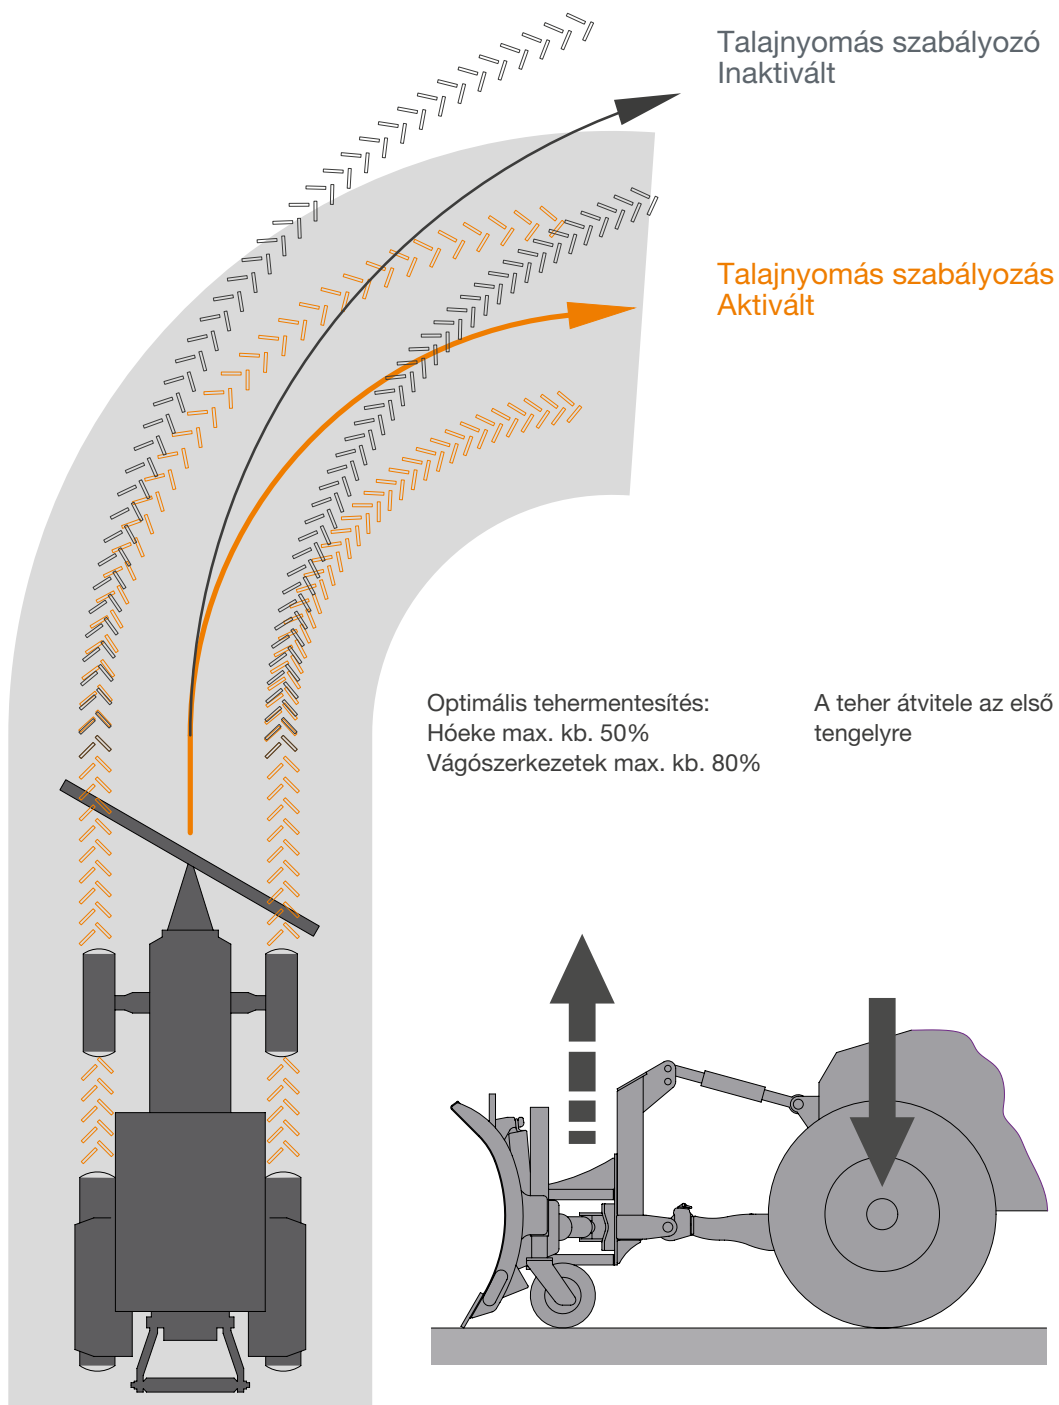 Talajnyomás szabályozó
Inaktivált
Talajnyomás szabályozás
Aktivált
Optimális tehermentesítés:
Hóeke max. kb. 50%
Vágószerkezetek max. kb. 80%
A teher átvitele az első
tengelyre